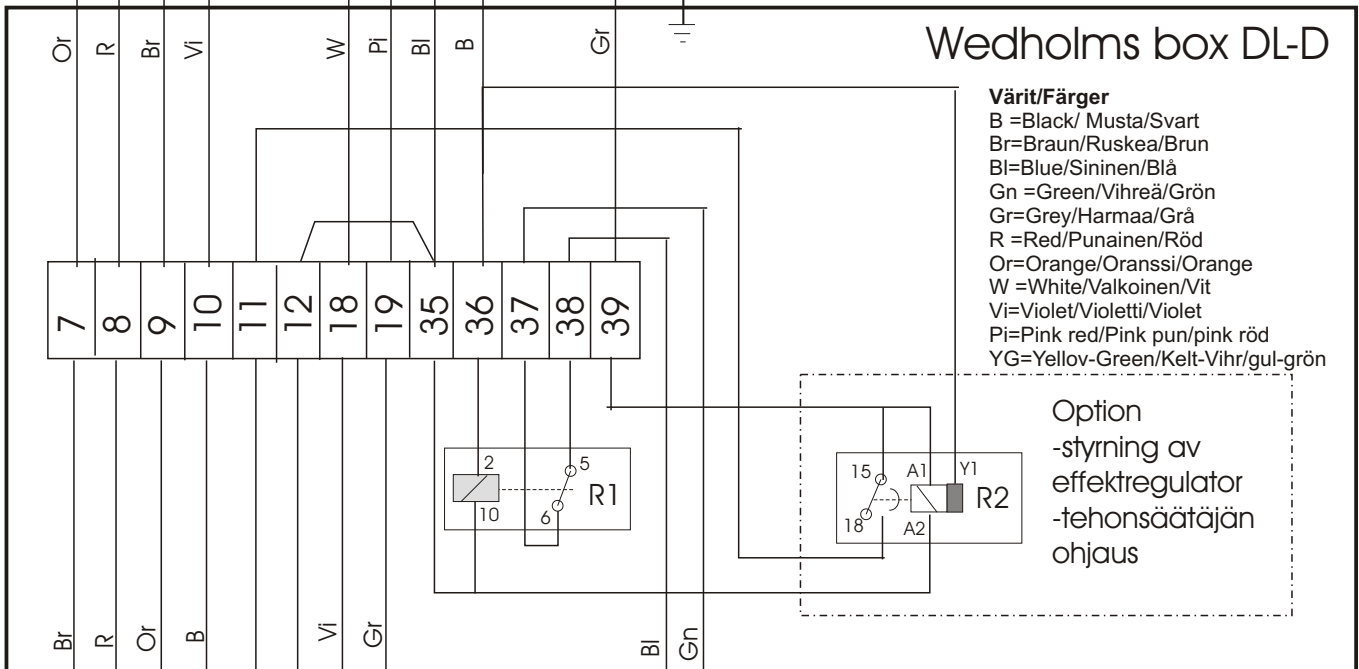 Wedholms box DL-D
Or R Br Vi W Pi Bl B Gr
Värit/Färger
B =Black/ Musta/Svart
Br=Braun/Ruskea/Brun
Bl=Blue/Sininen/Blå
Gn =Green/Vihreä/Grön
Gr=Grey/Harmaa/Grå
R =Red/Punainen/Röd
Or=Orange/Oranssi/Orange
W =White/Valkoinen/Vit
Vi=Violet/Violetti/Violet
Pi=Pink red/Pink pun/pink röd
YG=Yellov-Green/Kelt-Vihr/gul-grön
7 8 9 10 11 12 18 19 35 36 37 38 39
2 5
R1
10 6
15 A1 Y1
R2
18 A2
Option
-styrning av
effektregulator
-tehonsäätäjän
ohjaus
Br R Or B Vi Gr Bl Gn